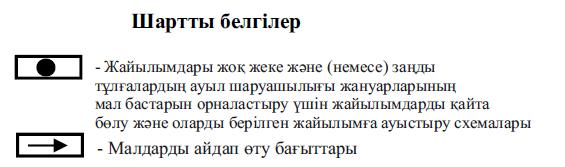 Шартты белгілер
- Жайылымдары жоқ жеке және (немесе) заңды
тұлғалардың ауыл шаруашылығы жануарларының
мал бастарын орналастыру үшін жайылымдарды қайта
бөлу және оларды берілген жайылымға ауыстыру схемалары
- Малдарды айдап өту бағыттары